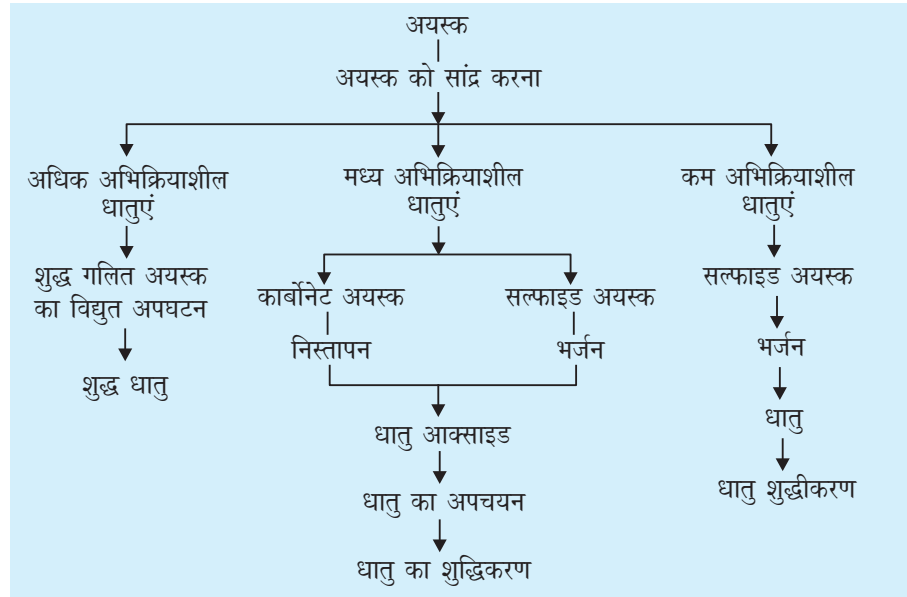 अयस्क
अयस्क को सांद्र करना
अधिक अभिक्रियाशील
धातुएं
शुद्ध गलित अयस्क
का विद्युत अपघटन
शुद्ध धातु
मध्य अभिक्रियाशील
धातुएं
कार्बोनेट अयस्क
निस्तापन
सल्फाइड अयस्क
भर्जन
धातु आक्साइड
धातु का अपचयन
धातु का शुद्धिकरण
कम अभिक्रियाशील
धातुएं
सल्फाइड अयस्क
भर्जन
धातु
धातु शुद्धीकरण